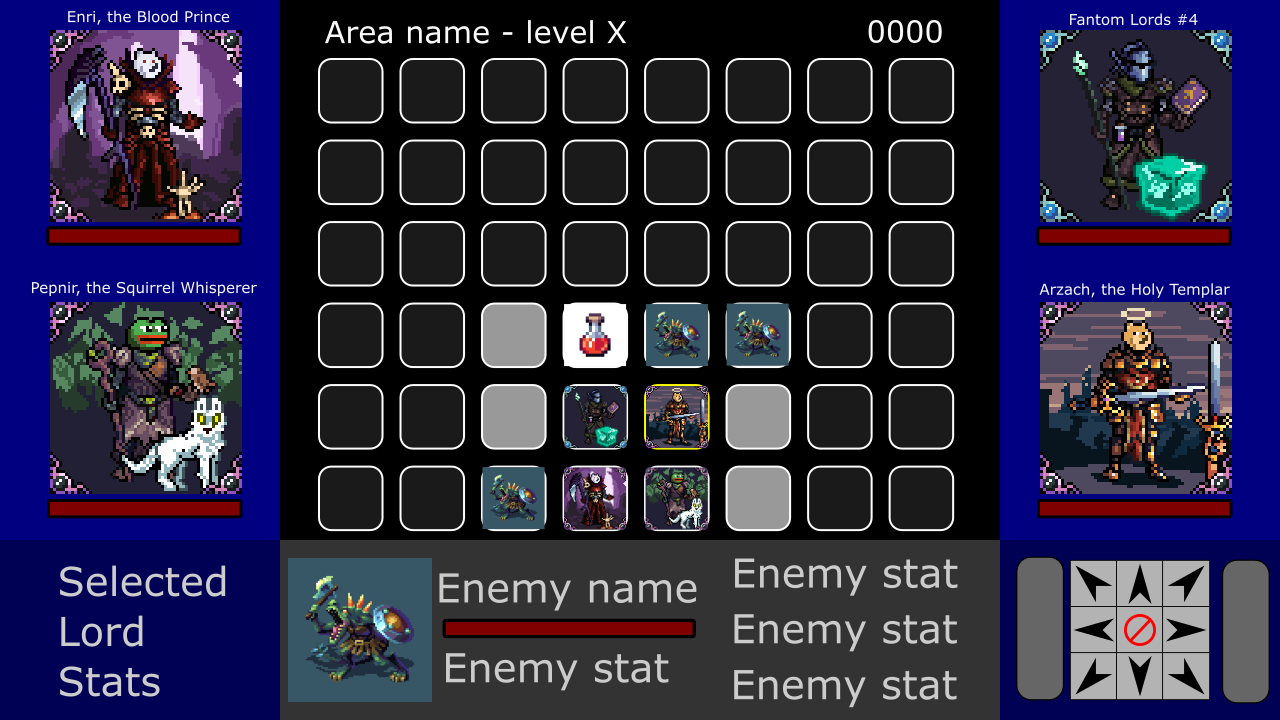 Enri, the Blood Prince
Area name - level X
0000
Fantom Lords #4
Pepnir, the Squirrel Whisperer
Arzach, the Holy Templar
Selected
Lord
Stats
Enemy name
Enemy stat
Enemy stat
Enemy stat
Enemy stat